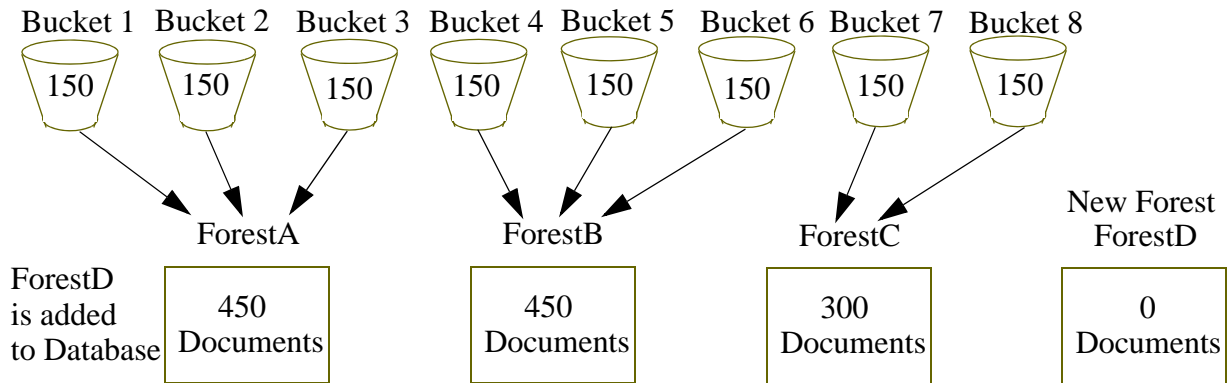 Bucket 1 Bucket 2 Bucket 3 Bucket 4 Bucket 5 Bucket 6 Bucket 7 Bucket 8
150 150 150 150 150 150 150 150
ForestA ForestB ForestC New Forest
ForestD
ForestD
is added
to Database
450
Documents
450
Documents
300
Documents
0
Documents